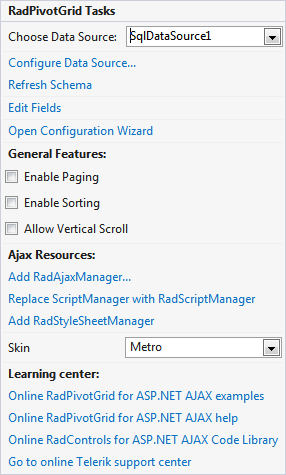 RadPivotGrid Tasks
Choose Data Source: SqlDataSource1
Configure Data Source...
Refresh Schema
Edit Fields
Open Configuration Wizard
General Features:
Enable Paging
Enable Sorting
Allow Vertical Scroll
Ajax Resources:
Add RadAjaxManager...
Replace ScriptManager with RadScriptManager
Add RadStyleSheetManager
Skin Metro
Learning center:
Online RadPivotGrid for ASP.NET AJAX examples
Online RadPivotGrid for ASP.NET AJAX help
Online RadControls for ASP.NET AJAX Code Library
Go to online Telerik support center